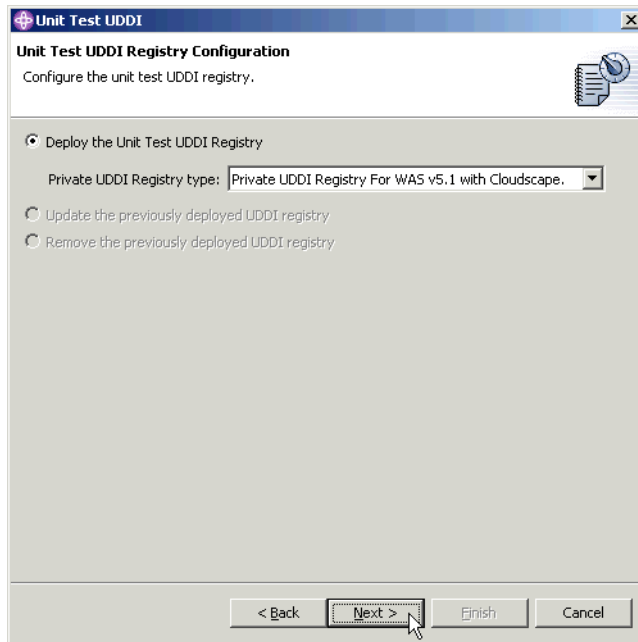 Unit Test UDDI
Unit Test UDDI Registry Configuration
Configure the unit test UDDI registry.
Deploy the Unit Test UDDI Registry
Private UDDI Registry type: Private UDDI Registry For WAS v5.1 with Cloudscape.
Update the previously deployed UDDI registry
Remove the previously deployed UDDI registry
< Back Next > Finish Cancel